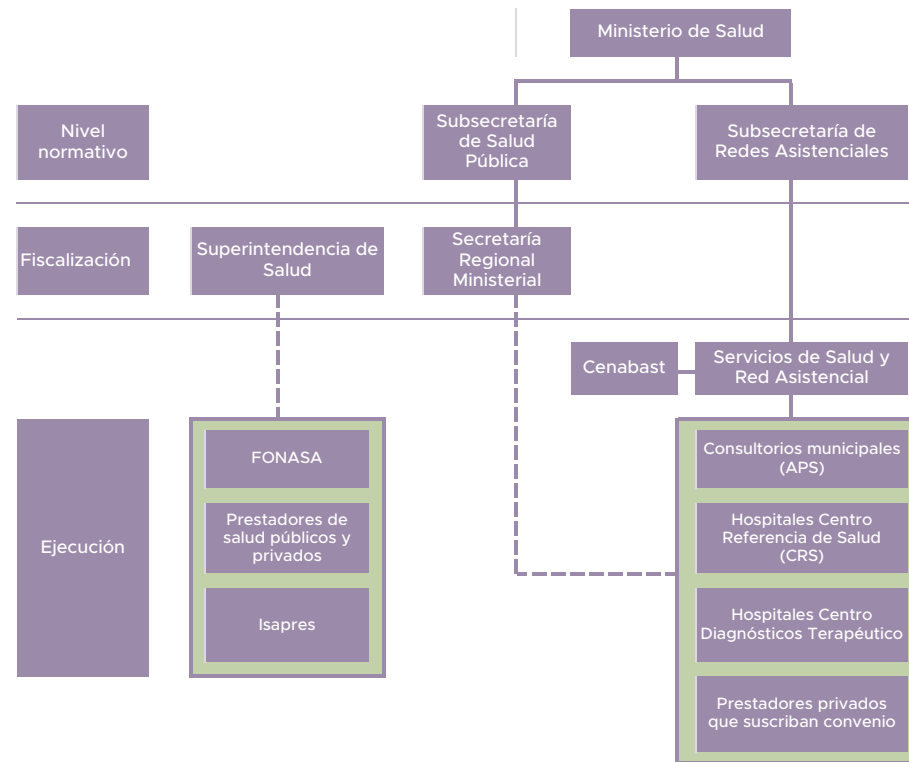 Ministerio de Salud
Nivel
normativo
Subsecretaría
de Salud
Pública
Subsecretaría de
Redes Asistenciales
Fiscalización
Superintendencia de
Salud
Secretaría
Regional
Ministerial
Cenabast
Servicios de Salud y
Red Asistencial
Ejecución
FONASA
Prestadores de
salud públicos y
privados
Isapres
Consultorios municipales
(APS)
Hospitales Centro
Referencia de Salud
(CRS)
Hospitales Centro
Diagnósticos Terapéutico
Prestadores privados
que suscriban convenio